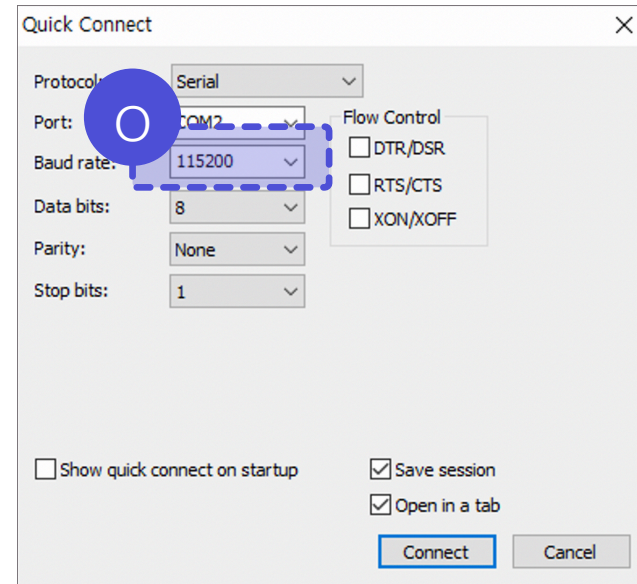 Quick Connect
Protocol: Serial
Port: COM2
Flow Control
O
Baud rate: 115200
DTR/DSR
RTS/CTS
Data bits: 8
XON/XOFF
Parity: None
Stop bits: 1
Show quick connect on startup
Save session
Open in a tab
Connect
Cancel